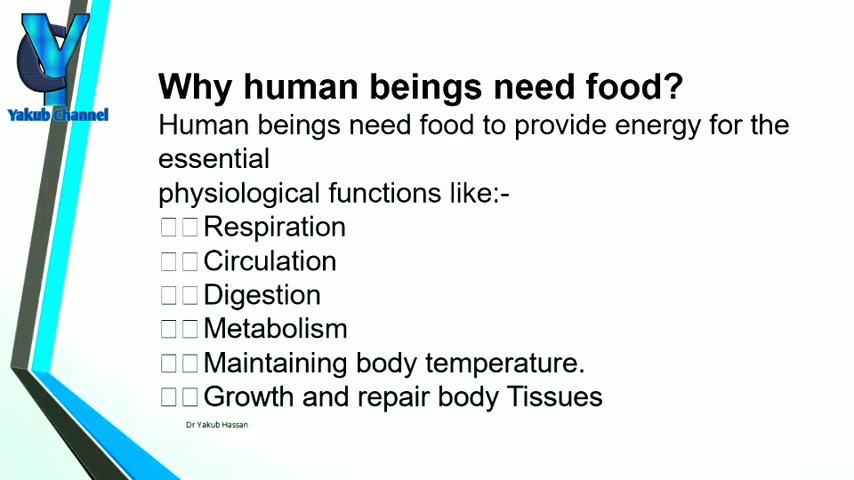 Yakub Channel
Why human beings need food?
Human beings need food to provide energy for the
essential
physiological functions like:-
□□Respiration
□□Circulation
□□Digestion
□□Metabolism
□□Maintaining body temperature.
□□Growth and repair body Tissues
Dr Yakub Hassan